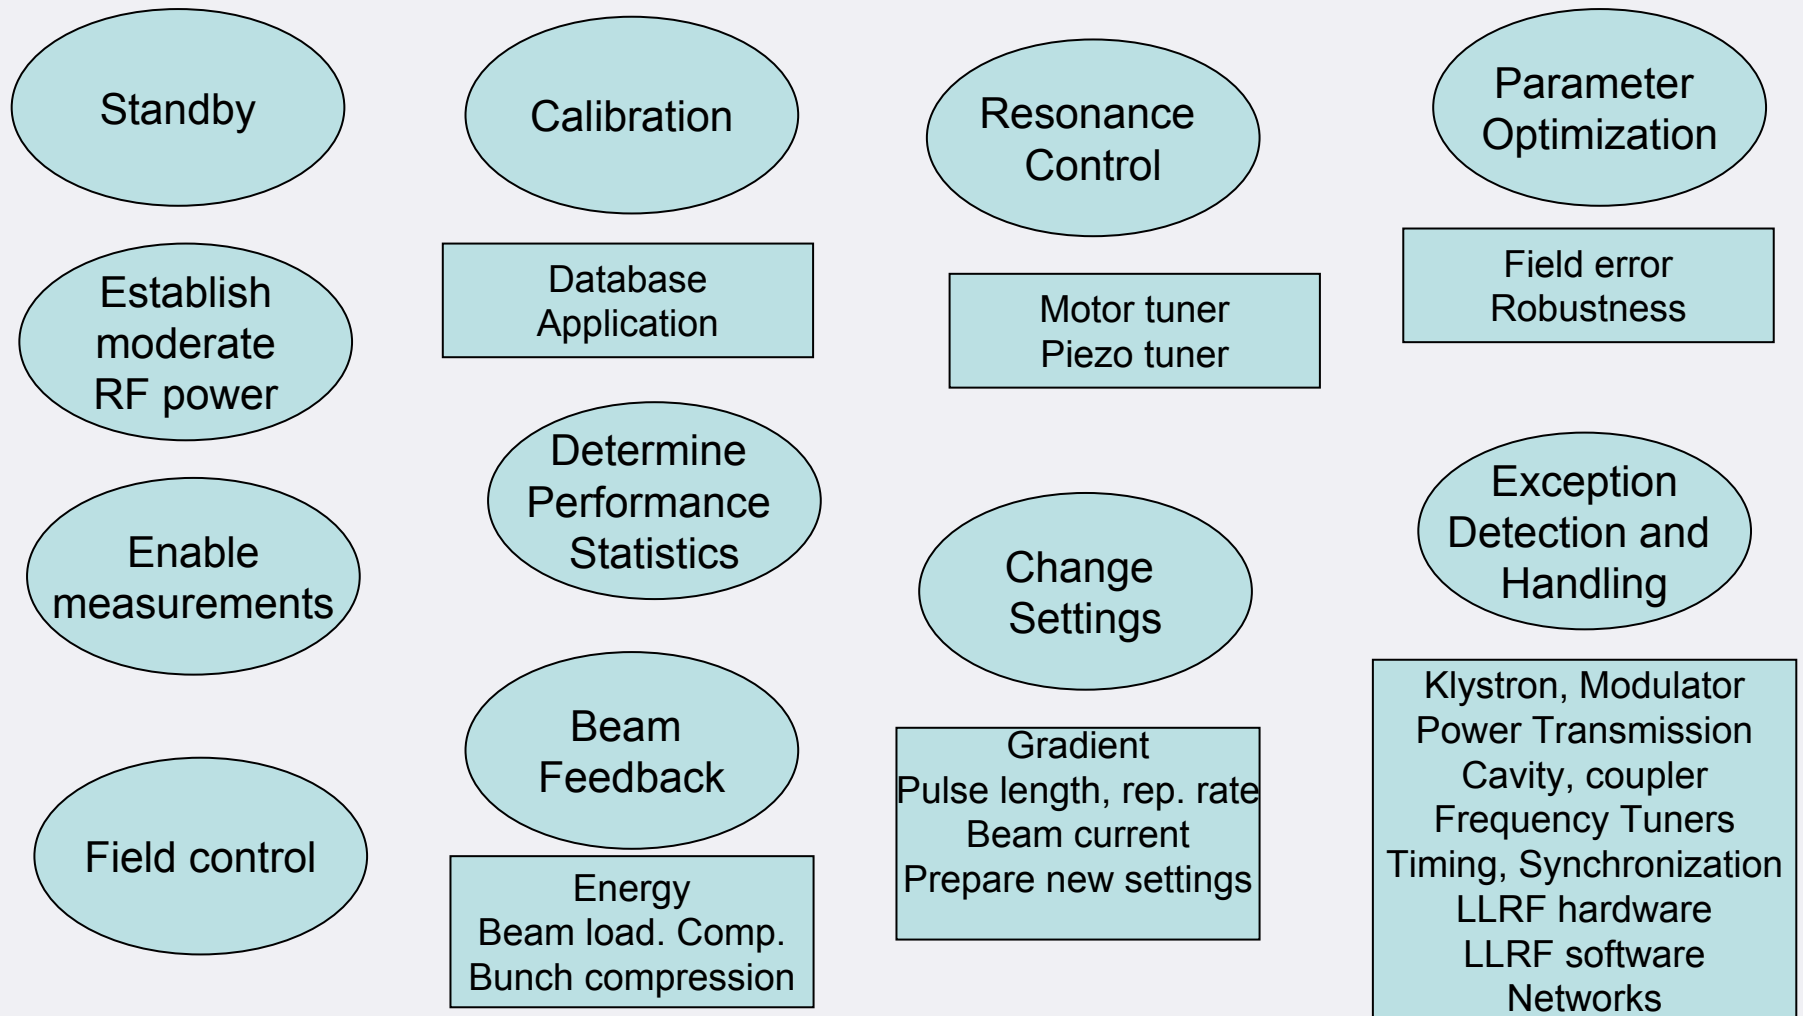 Standby
Establish
moderate
RF power
Enable
measurements
Field control
Calibration
Database
Application
Determine
Performance
Statistics
Beam
Feedback
Energy
Beam load. Comp.
Bunch compression
Resonance
Control
Motor tuner
Piezo tuner
Change
Settings
Gradient
Pulse length, rep. rate
Beam current
Prepare new settings
Parameter
Optimization
Field error
Robustness
Exception
Detection and
Handling
Klystron, Modulator
Power Transmission
Cavity, coupler
Frequency Tuners
Timing, Synchronization
LLRF hardware
LLRF software
Networks